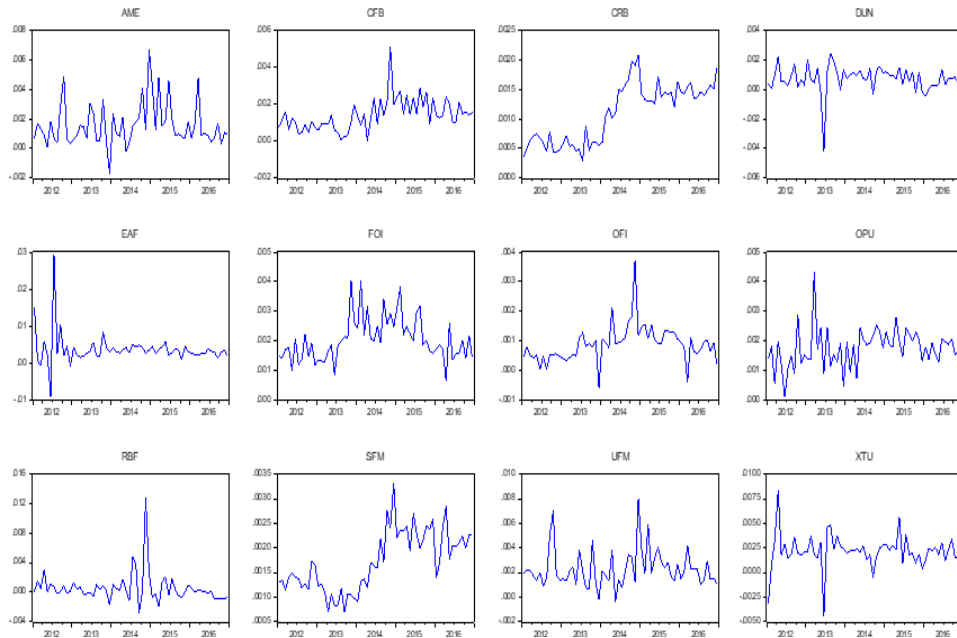 AME CFB CRB DUN
.008 .006 .0025 .004
.006 .004 .0020 .002
.004 .002 .0015 .000
.002 .000 .0010 -.002
.000 -.002 .0005 -.004
-.002 .0000 -.006
2012 2013 2014 2015 2016 2012 2013 2014 2015 2016 2012 2013 2014 2015 2016 2012 2013 2014 2015 2016
EAF FOI OFI OPU
.03 .005 .004 .005
.02 .004 .003 .004
.01 .003 .002 .003
.00 .002 .001 .002
-.01 .001 .000 .001
.000 -.001 .000
2012 2013 2014 2015 2016 2012 2013 2014 2015 2016 2012 2013 2014 2015 2016 2012 2013 2014 2015 2016
RBF SFM UFM XTU
.016 .0035 .010 .0100
.012 .0030 .008 .0075
.008 .0025 .006 .0050
.004 .0020 .004 .0025
.000 .0015 .002 .0000
-.004 .0010 .000 -.0025
.0005 -.002 -.0050
2012 2013 2014 2015 2016 2012 2013 2014 2015 2016 2012 2013 2014 2015 2016 2012 2013 2014 2015 2016